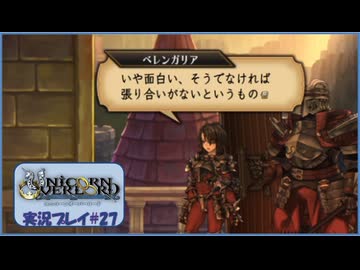 ベレンガリア
いや面白い、そうでなければ
張り合いがないというもの
UNICORN
OVERLORD
実況プレイ#27